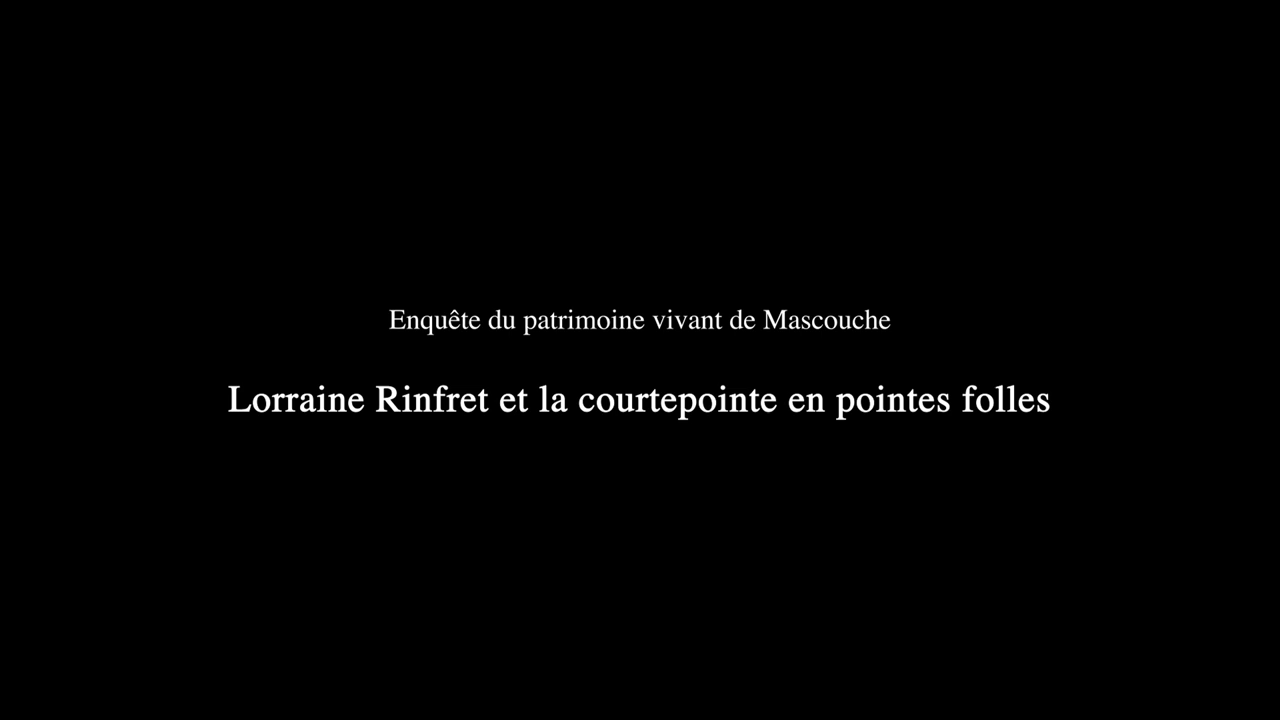 Enquête du patrimoine vivant de Mascouche
Lorraine Rinfret et la courtepointe en pointes folles